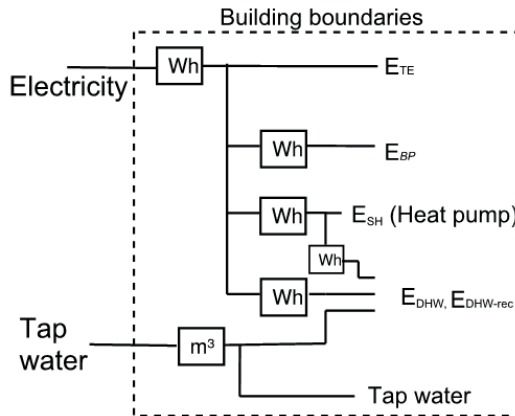 Building boundaries
Wh
E_TE
Electricity
Wh
E_BP
Wh
E_SH (Heat pump)
Wh
Wh
E_DHW, E_DHW-rec
Tap
water
m³
Tap water